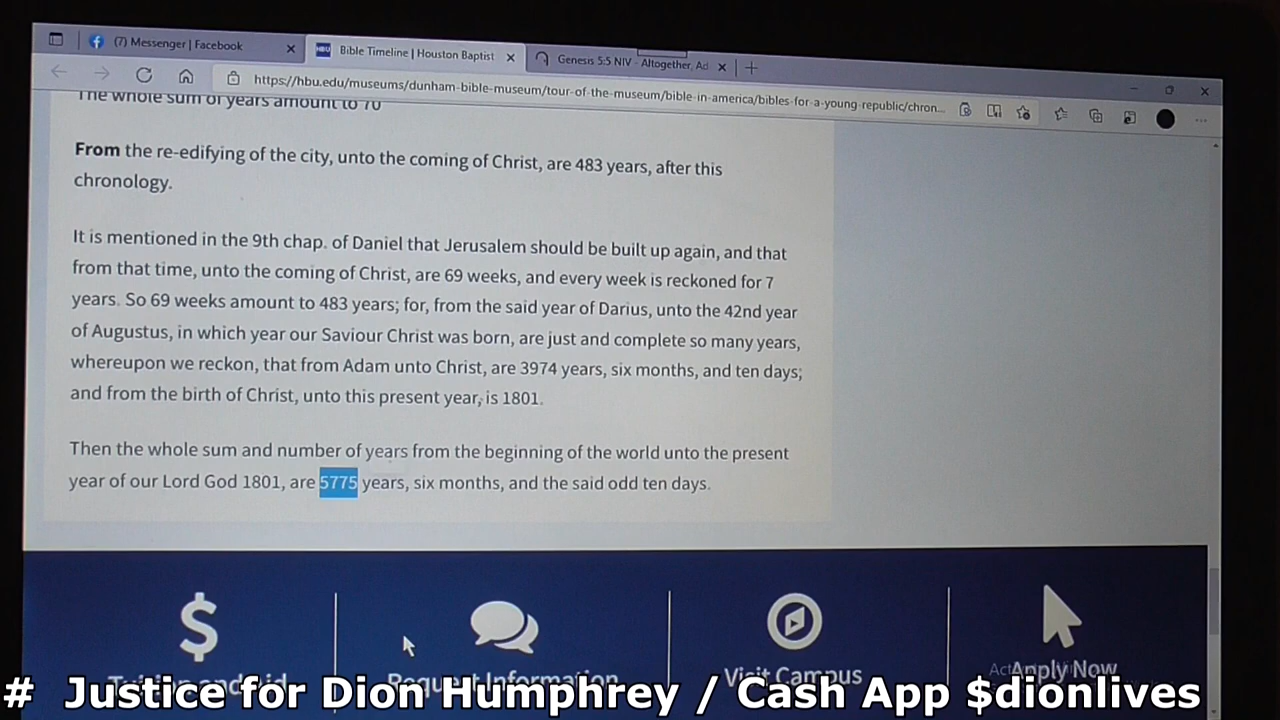 (7) Messenger | Facebook
HBU Bible Timeline | Houston Baptist
Genesis 5:5 NIV - Altogether, Ad
https://hbu.edu/museums/dunham-bible-museum/tour-of-the-museum/bible-in-america/bibles-for-a-young-republic/chron...
The whole sum of years amount to 70
From the re-edifying of the city, unto the coming of Christ, are 483 years, after this
chronology.
It is mentioned in the 9th chap. of Daniel that Jerusalem should be built up again, and that
from that time, unto the coming of Christ, are 69 weeks, and every week is reckoned for 7
years. So 69 weeks amount to 483 years; for, from the said year of Darius, unto the 42nd year
of Augustus, in which year our Saviour Christ was born, are just and complete so many years,
whereupon we reckon, that from Adam unto Christ, are 3974 years, six months, and ten days;
and from the birth of Christ, unto this present year, is 1801.
Then the whole sum and number of years from the beginning of the world unto the present
year of our Lord God 1801, are 5775 years, six months, and the said odd ten days.
Request Information
Visit Campus
Apply Now
# Justice for Dion Humphrey / Cash App $dionlives